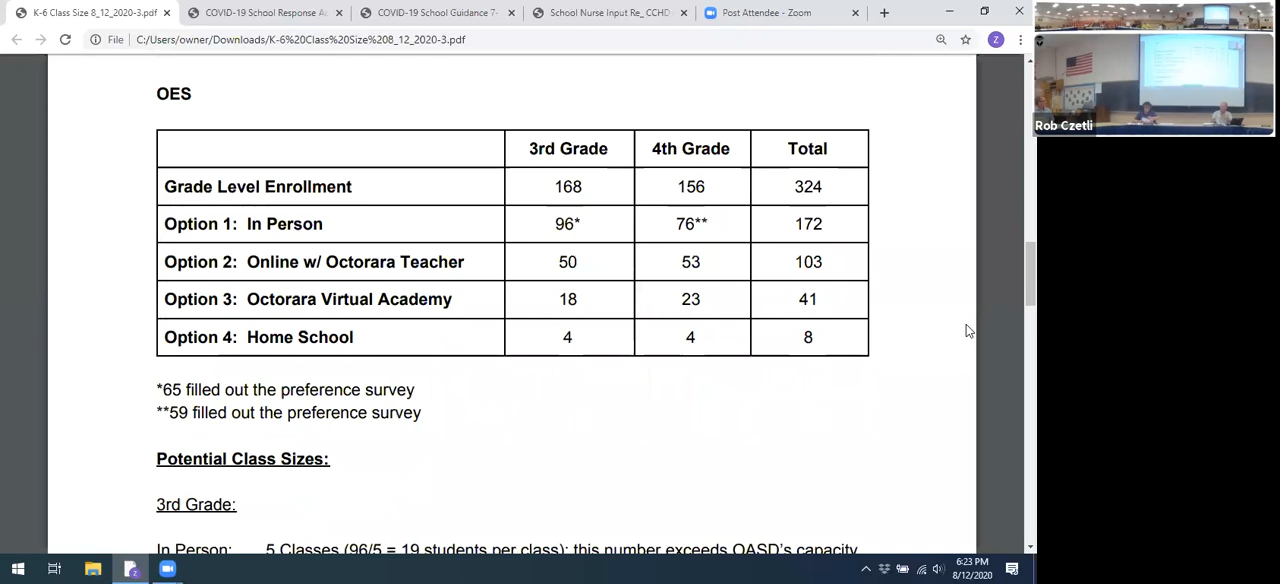 K-6 Class Size 8_12_2020-3.pdf
COVID-19 School Response Au
COVID-19 School Guidance 7-
School Nurse Input Re_ CCHD
Post Attendee - Zoom
File
C:/Users/owner/Downloads/K-6%20Class%20Size%208_12_2020-3.pdf
Z
Rob Czetli
OES
3rd Grade 4th Grade Total
Grade Level Enrollment 168 156 324
Option 1: In Person 96* 76** 172
Option 2: Online w/ Octorara Teacher 50 53 103
Option 3: Octorara Virtual Academy 18 23 41
Option 4: Home School 4 4 8
*65 filled out the preference survey
**59 filled out the preference survey
Potential Class Sizes:
3rd Grade:
In Person: 5 Classes (96/5 = 19 students per class); this number exceeds OASD's capacity
6:23 PM
8/12/2020